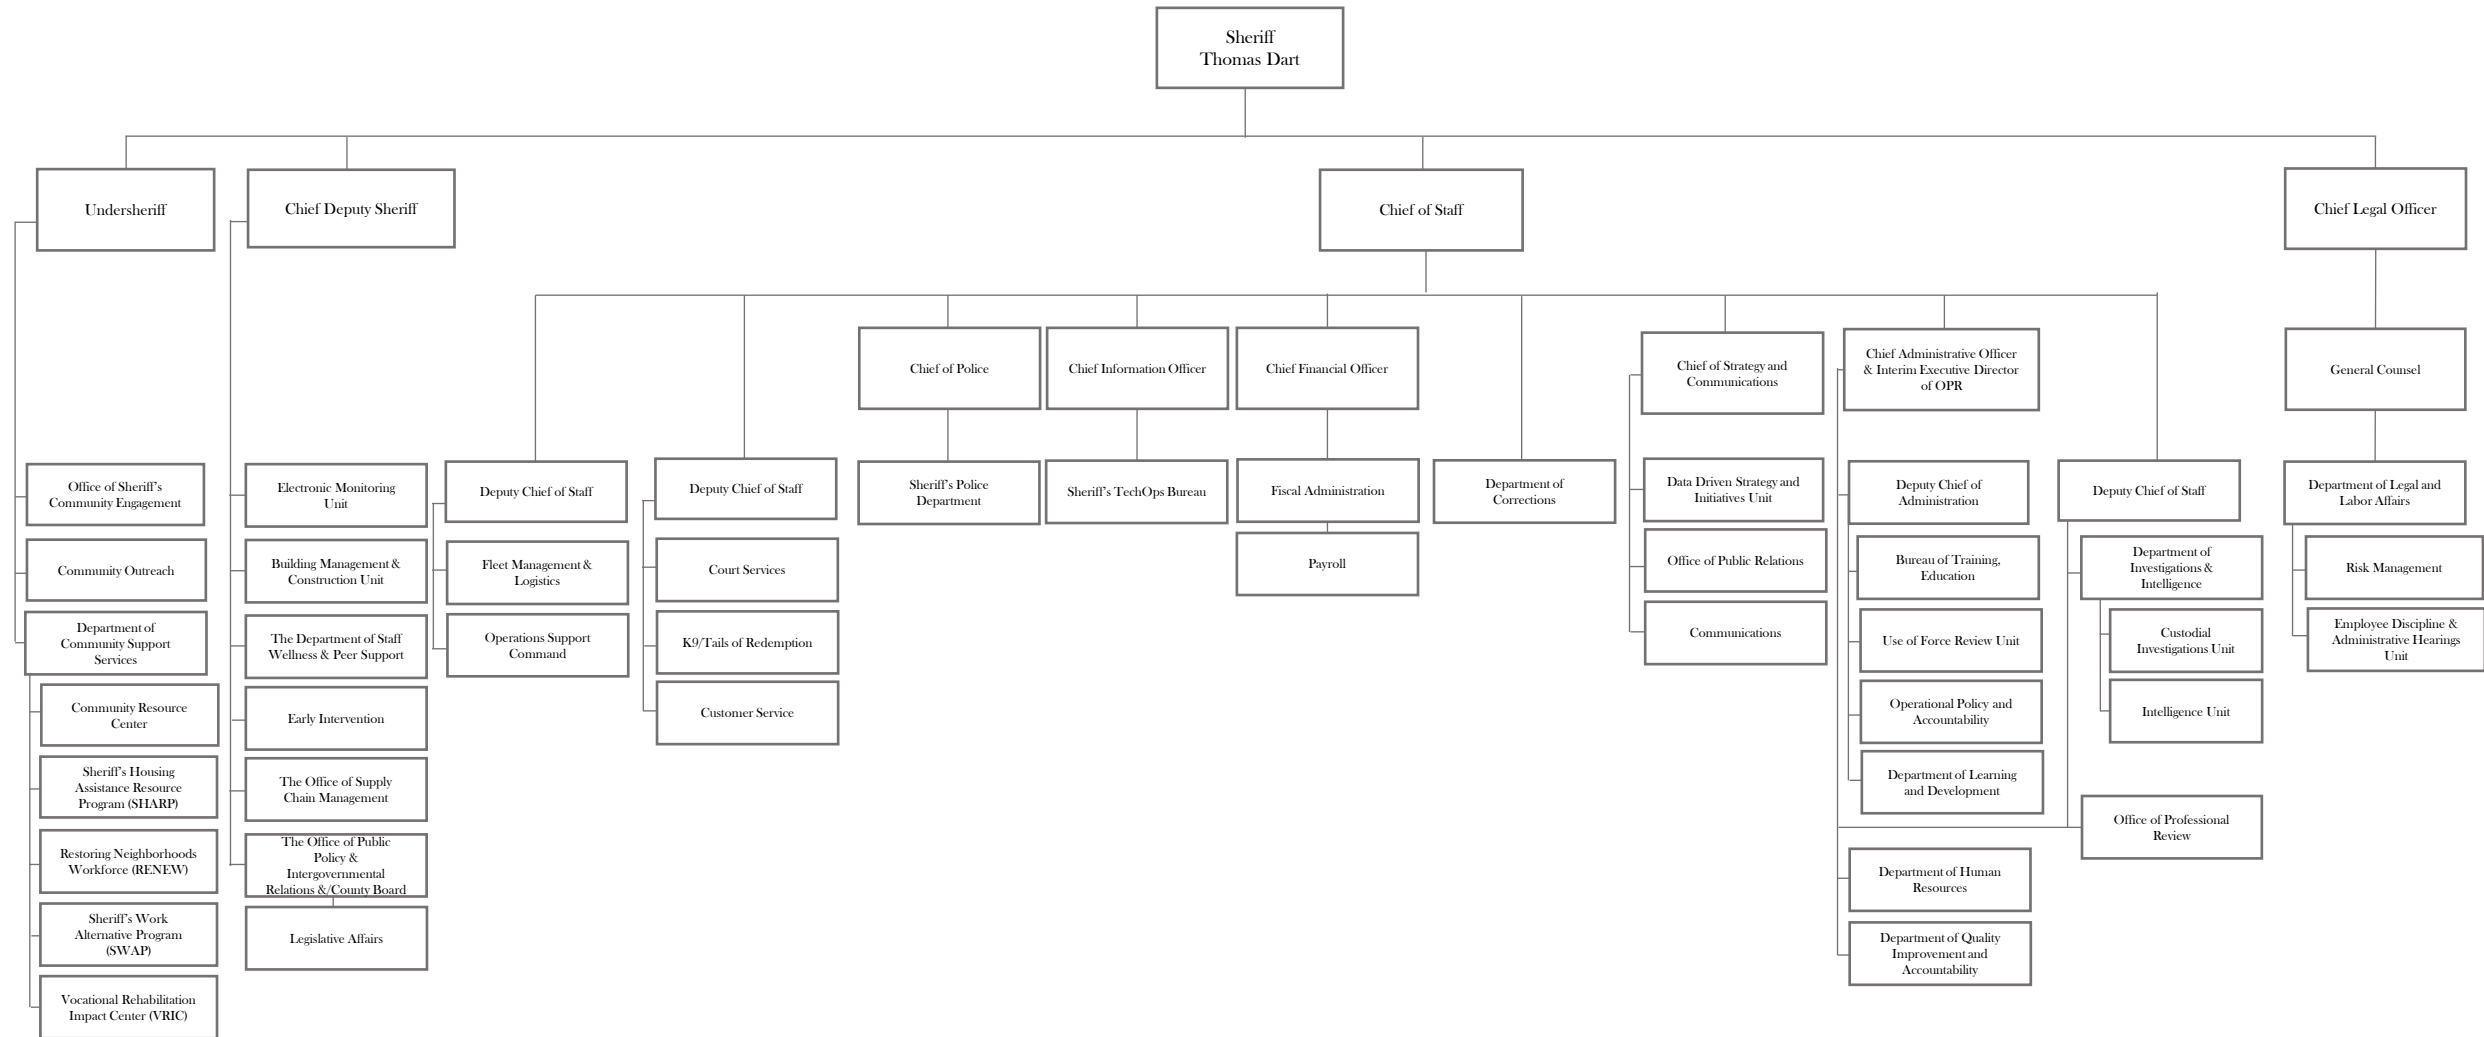 Sheriff
Thomas Dart
Undersheriff
Chief Deputy Sheriff
Chief of Staff
Chief Legal Officer
Chief of Police
Chief Information Officer
Chief Financial Officer
Chief of Strategy and
Communications
Chief Administrative Officer
& Interim Executive Director
of OPR
General Counsel
Office of Sheriff's
Community Engagement
Community Outreach
Department of
Community Support
Services
Community Resource
Center
Sheriff's Housing
Assistance Resource
Program (SHARP)
Restoring Neighborhoods
Workforce (RENEW)
Sheriff's Work
Alternative Program
(SWAP)
Vocational Rehabilitation
Impact Center (VRIC)
Electronic Monitoring
Unit
Building Management &
Construction Unit
The Department of Staff
Wellness & Peer Support
Early Intervention
The Office of Supply
Chain Management
The Office of Public
Policy &
Intergovernmental
Relations &/County Board
Legislative Affairs
Deputy Chief of Staff
Fleet Management &
Logistics
Operations Support
Command
Deputy Chief of Staff
Court Services
K9/Tails of Redemption
Customer Service
Sheriff's Police
Department
Sheriff's TechOps Bureau
Fiscal Administration
Payroll
Department of
Corrections
Data Driven Strategy and
Initiatives Unit
Office of Public Relations
Communications
Deputy Chief of
Administration
Bureau of Training,
Education
Use of Force Review Unit
Operational Policy and
Accountability
Department of Learning
and Development
Department of Human
Resources
Department of Quality
Improvement and
Accountability
Deputy Chief of Staff
Department of
Investigations &
Intelligence
Custodial
Investigations Unit
Intelligence Unit
Office of Professional
Review
Department of Legal and
Labor Affairs
Risk Management
Employee Discipline &
Administrative Hearings
Unit